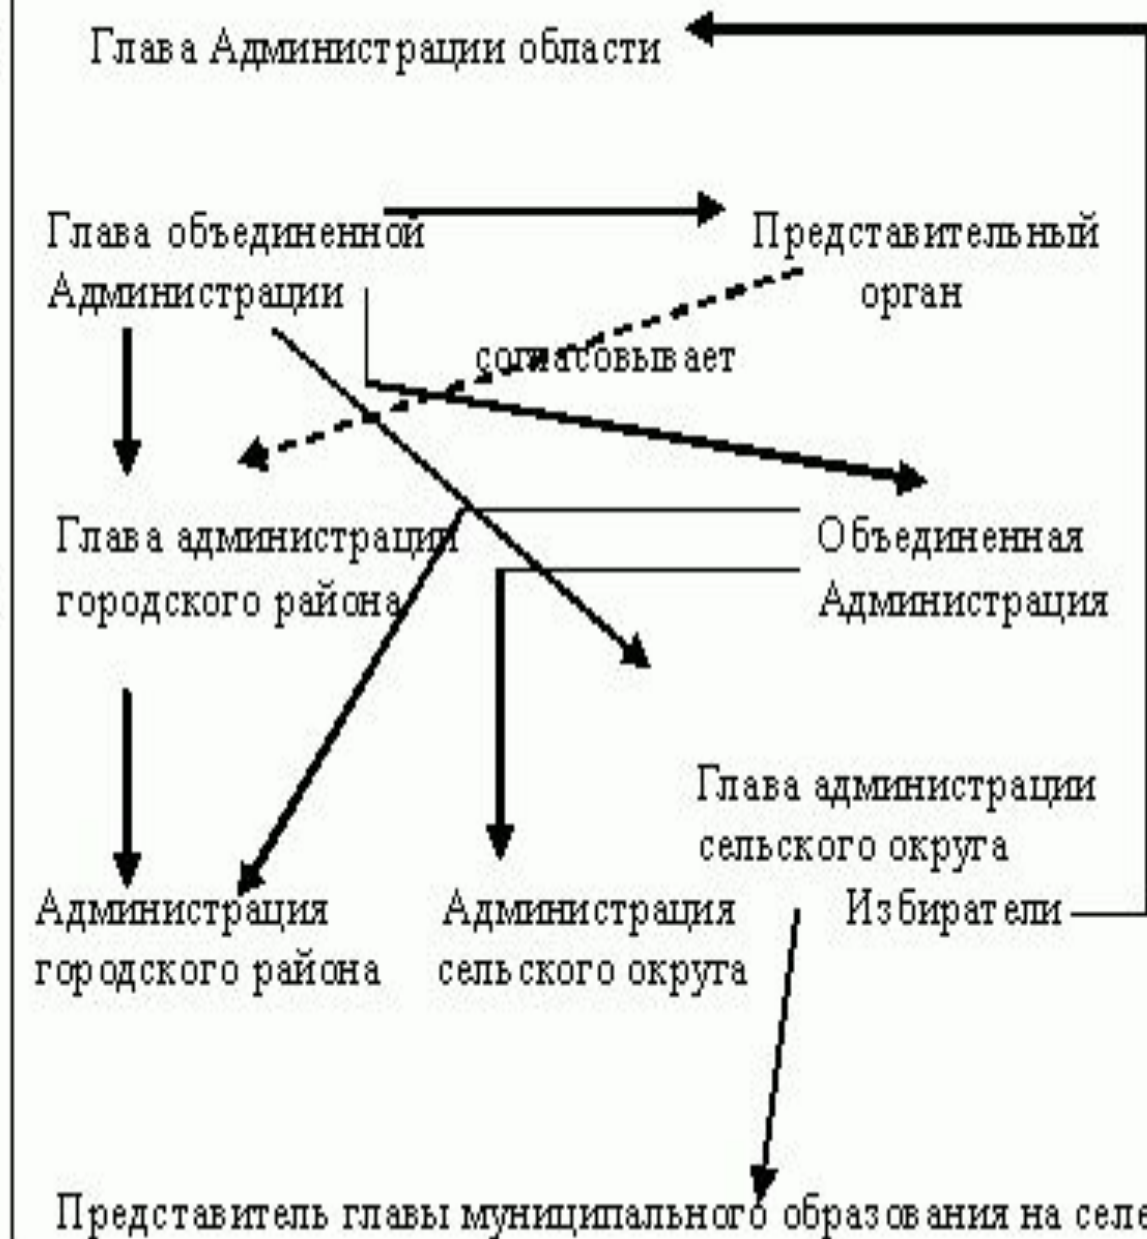 Глава Администрации области
Глава объединенной
Администрации
Представительный
орган
согласовывает
Глава администрации
городского района
Объединенная
Администрация
Глава администрации
сельского округа
Избиратели
Администрация
городского района
Администрация
сельского округа
Представитель главы муниципального образования на селе